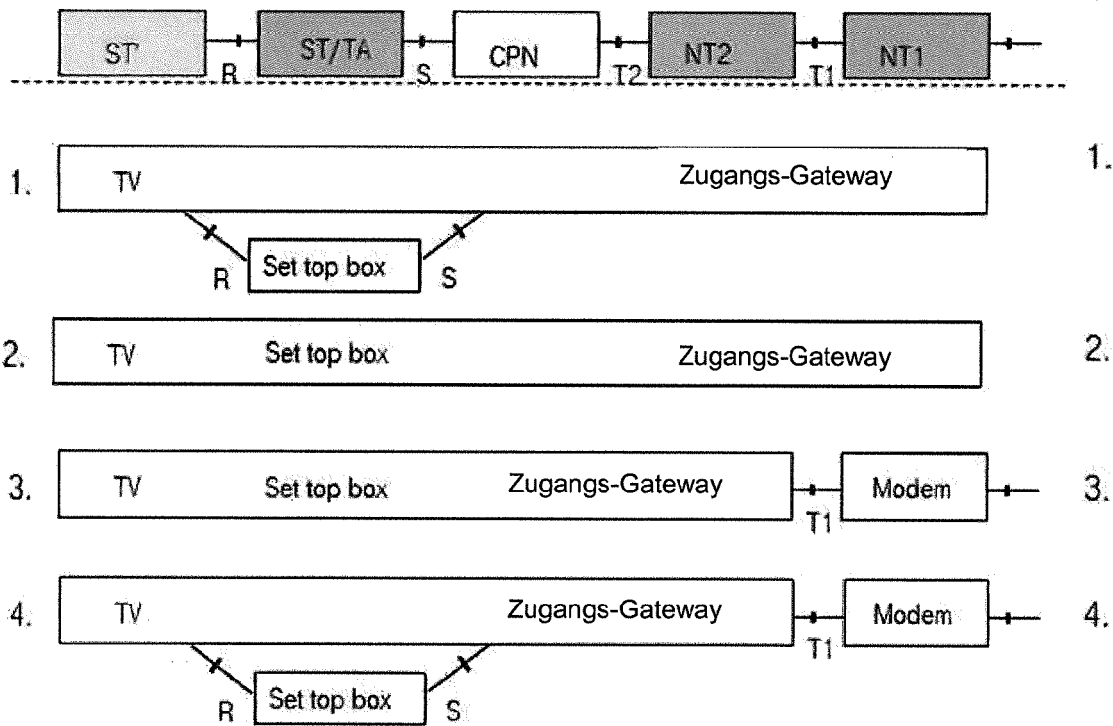 ST' ST/TA CPN NT2 NT1
R S T2 T1
1. TV Zugangs-Gateway 1.
R Set top box S
2. TV Set top box Zugangs-Gateway 2.
3. TV Set top box Zugangs-Gateway Modem 3.
T1
4. TV Zugangs-Gateway Modem 4.
T1
R Set top box S